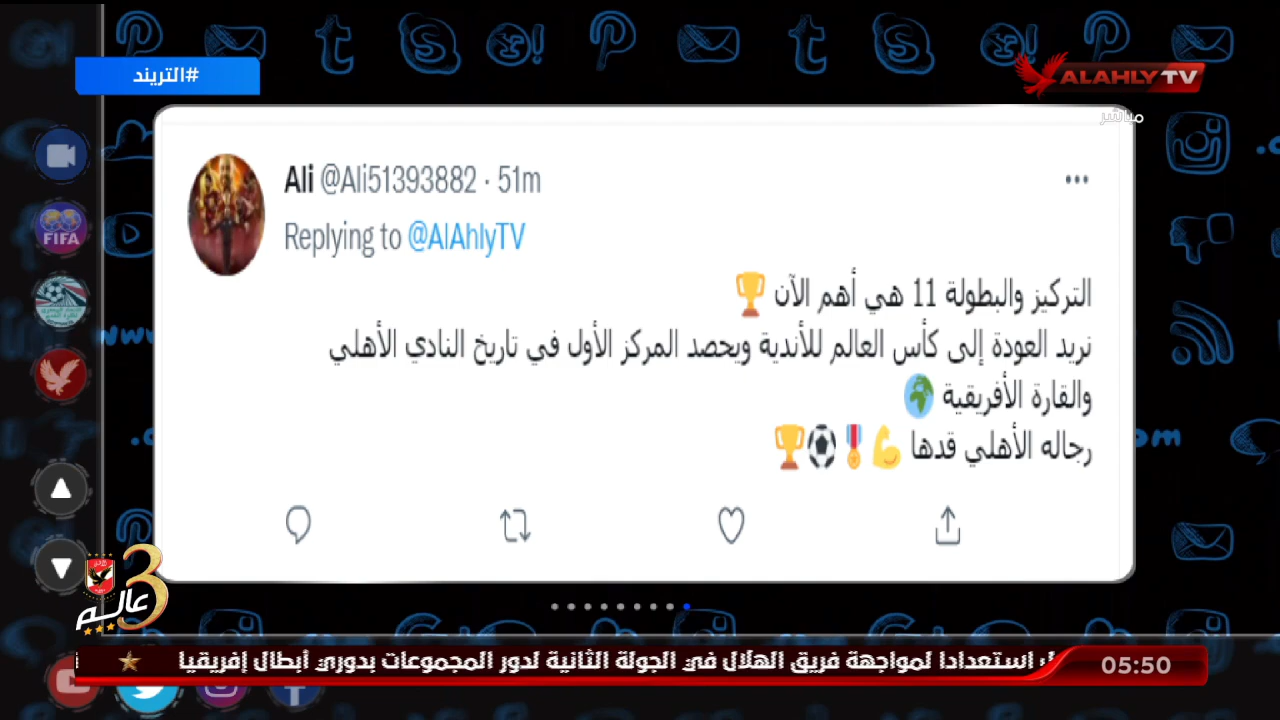 #التريند
ALAHLY TV
مباشر
Ali @Ali51393882 · 51m
Replying to @AlAhlyTV
التركيز والبطولة 11 هي أهم الآن 🏆
نريد العودة إلى كأس العالم للأندية ويحصد المركز الأول في تاريخ النادي الأهلي
والقارة الأفريقية 🌍
رجاله الأهلي قدها 💪🎖️⚽🏆
FIFA
3
عالم
استعدادا لمواجهة فريق الهلال في الجولة الثانية لدور المجموعات بدوري أبطال إفريقيا
05:50